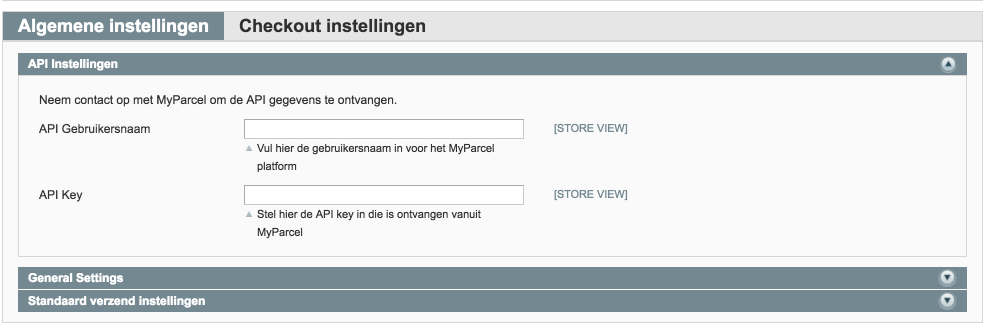 Algemene instellingen Checkout instellingen
API Instellingen
Neem contact op met MyParcel om de API gegevens te ontvangen.
API Gebruikersnaam [STORE VIEW]
Vul hier de gebruikersnaam in voor het MyParcel
platform
API Key [STORE VIEW]
Stel hier de API key in die is ontvangen vanuit
MyParcel
General Settings
Standaard verzend instellingen